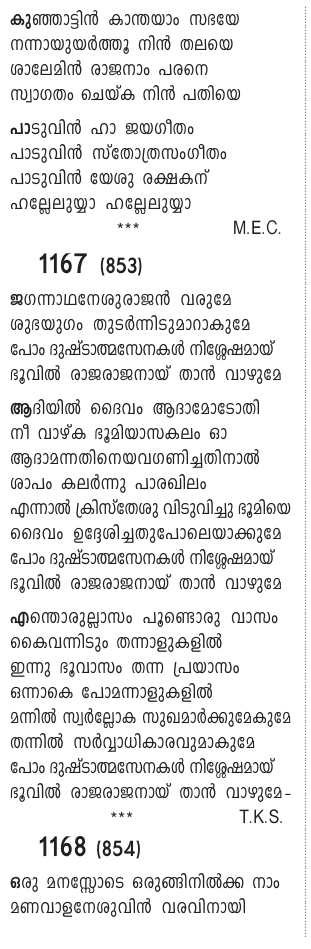 കുഞ്ഞാട്ടിൻ കാന്തയാം സഭയേ
നന്നായുയർത്തൂ നിൻ തലയെ
ശാലേമിൻ രാജനാം പരനെ
സ്വാഗതം ചെയ്ക നിൻ പതിയെ
പാടുവിൻ ഹാ ജയഗീതം
പാടുവിൻ സ്തോത്രസംഗീതം
പാടുവിൻ യേശു രക്ഷകന്
ഹല്ലേലുയ്യാ ഹല്ലേലുയ്യാ
*** M.E.C.
1167 (853)
ജഗന്നാഥനേശുരാജൻ വരുമേ
ശുഭയുഗം തുടർന്നിടുമാറാകുമേ
പോം ദുഷ്ടാത്മസേനകൾ നിശ്ശേഷമായ്
ഭൂവിൽ രാജരാജനായ് താൻ വാഴുമേ
ആദിയിൽ ദൈവം ആദാമോടോതി
നീ വാഴ്ക ഭൂമിയാസകലം ഓ
ആദാമന്നതിനെയവഗണിച്ചതിനാൽ
ശാപം കലർന്നു പാരഖിലം
എന്നാൽ ക്രിസ്തേശു വിടുവിച്ചു ഭൂമിയെ
ദൈവം ഉദ്ദേശിച്ചതുപോലെയാക്കുമേ
പോം ദുഷ്ടാത്മസേനകൾ നിശ്ശേഷമായ്
ഭൂവിൽ രാജരാജനായ് താൻ വാഴുമേ
എന്തൊരുല്ലാസം പൂണ്ടൊരു വാസം
കൈവന്നിടും തന്നാളുകളിൽ
ഇന്നു ഭൂവാസം തന്ന പ്രയാസം
ഒന്നാകെ പോമന്നാളുകളിൽ
മന്നിൽ സ്വർല്ലോക സുഖമാർക്കുമേകുമേ
തന്നിൽ സർവ്വാധികാരവുമാകുമേ
പോം ദുഷ്ടാത്മസേനകൾ നിശ്ശേഷമായ്
ഭൂവിൽ രാജരാജനായ് താൻ വാഴുമേ-
*** T.K.S.
1168 (854)
ഒരു മനസ്സോടെ ഒരുങ്ങിനിൽക്ക നാം
മണവാളനേശുവിൻ വരവിനായി